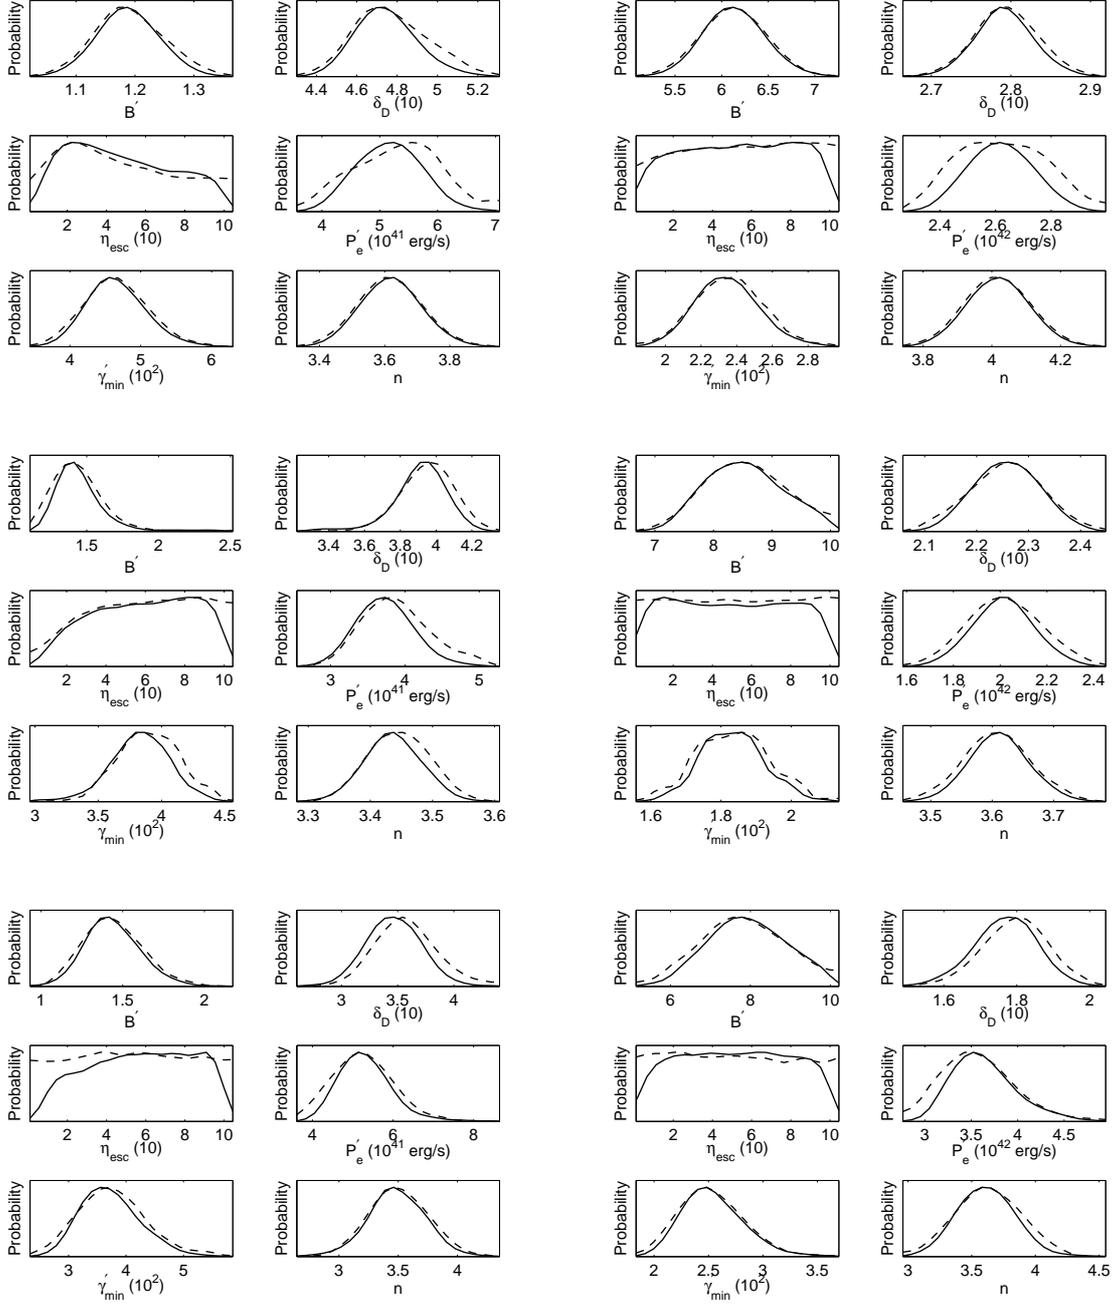 Probability Probability Probability Probability
1.1 1.2 1.3 4.4 4.6 4.8 5 5.2 5.5 6 6.5 7 2.7 2.8 2.9
B′ δD (10) B′ δD (10)
Probability Probability Probability Probability
2 4 6 8 10 4 5 6 7 2 4 6 8 10 2.4 2.6 2.8
ηesc (10) P′e (10^41 erg/s) ηesc (10) P′e (10^42 erg/s)
Probability Probability Probability Probability
4 5 6 3.4 3.6 3.8 2 2.2 2.4 2.6 2.8 3.8 4 4.2
γ′min (10^2) n γ′min (10^2) n
Probability Probability Probability Probability
1.5 2 2.5 3.4 3.6 3.8 4 4.2 7 8 9 10 2.1 2.2 2.3 2.4
B′ δD (10) B′ δD (10)
Probability Probability Probability Probability
2 4 6 8 10 3 4 5 2 4 6 8 10 1.6 1.8 2 2.2 2.4
ηesc (10) P′e (10^41 erg/s) ηesc (10) P′e (10^42 erg/s)
Probability Probability Probability Probability
3 3.5 4 4.5 3.3 3.4 3.5 3.6 1.6 1.8 2 3.5 3.6 3.7
γ′min (10^2) n γ′min (10^2) n
Probability Probability Probability Probability
1 1.5 2 3 3.5 4 6 8 10 1.6 1.8 2
B′ δD (10) B′ δD (10)
Probability Probability Probability Probability
2 4 6 8 10 4 6 8 2 4 6 8 10 3 3.5 4 4.5
ηesc (10) P′e (10^41 erg/s) ηesc (10) P′e (10^42 erg/s)
Probability Probability Probability Probability
3 4 5 3 3.5 4 2 2.5 3 3.5 3 3.5 4 4.5
γ′min (10^2) n γ′min (10^2) n